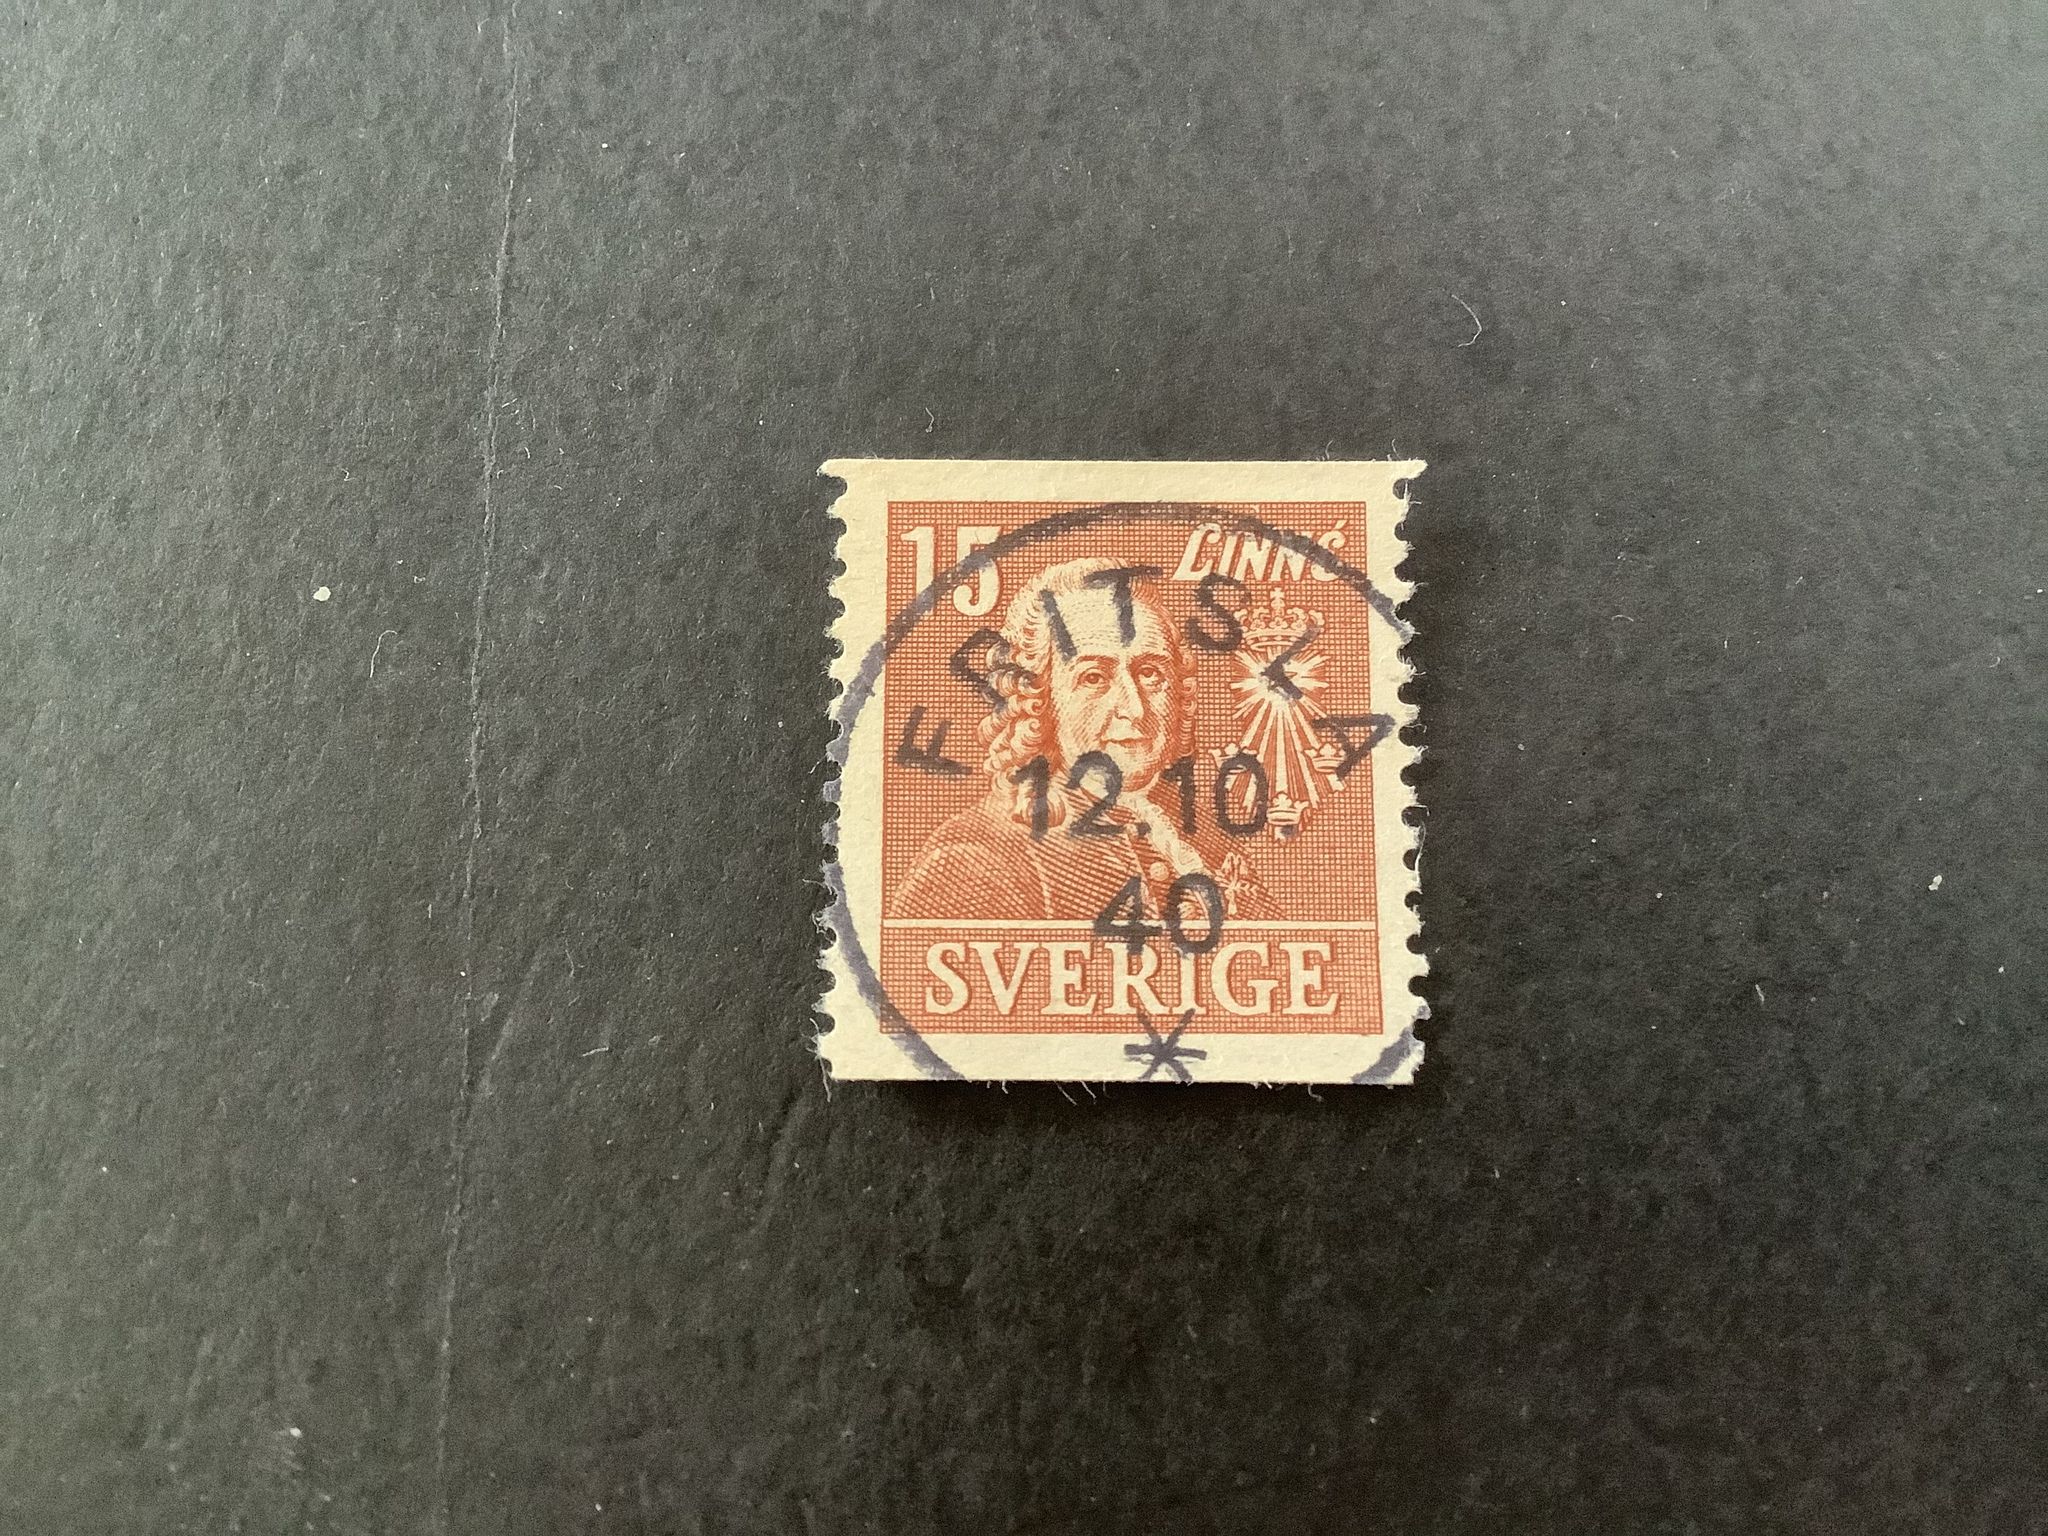 15
LINNÉ
FRITSLA
12.10.
40
SVERIGE